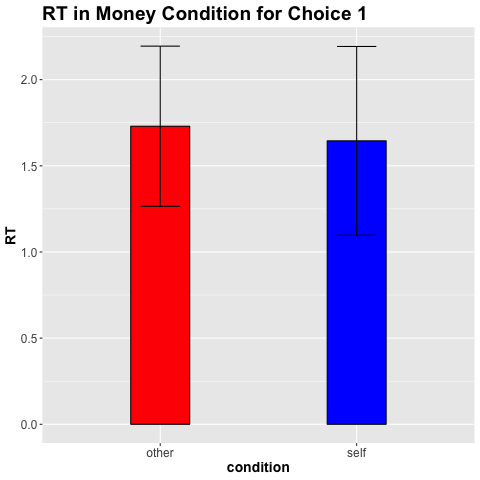 RT in Money Condition for Choice 1
2.0
1.5
1.0
0.5
0.0
RT
other self
condition